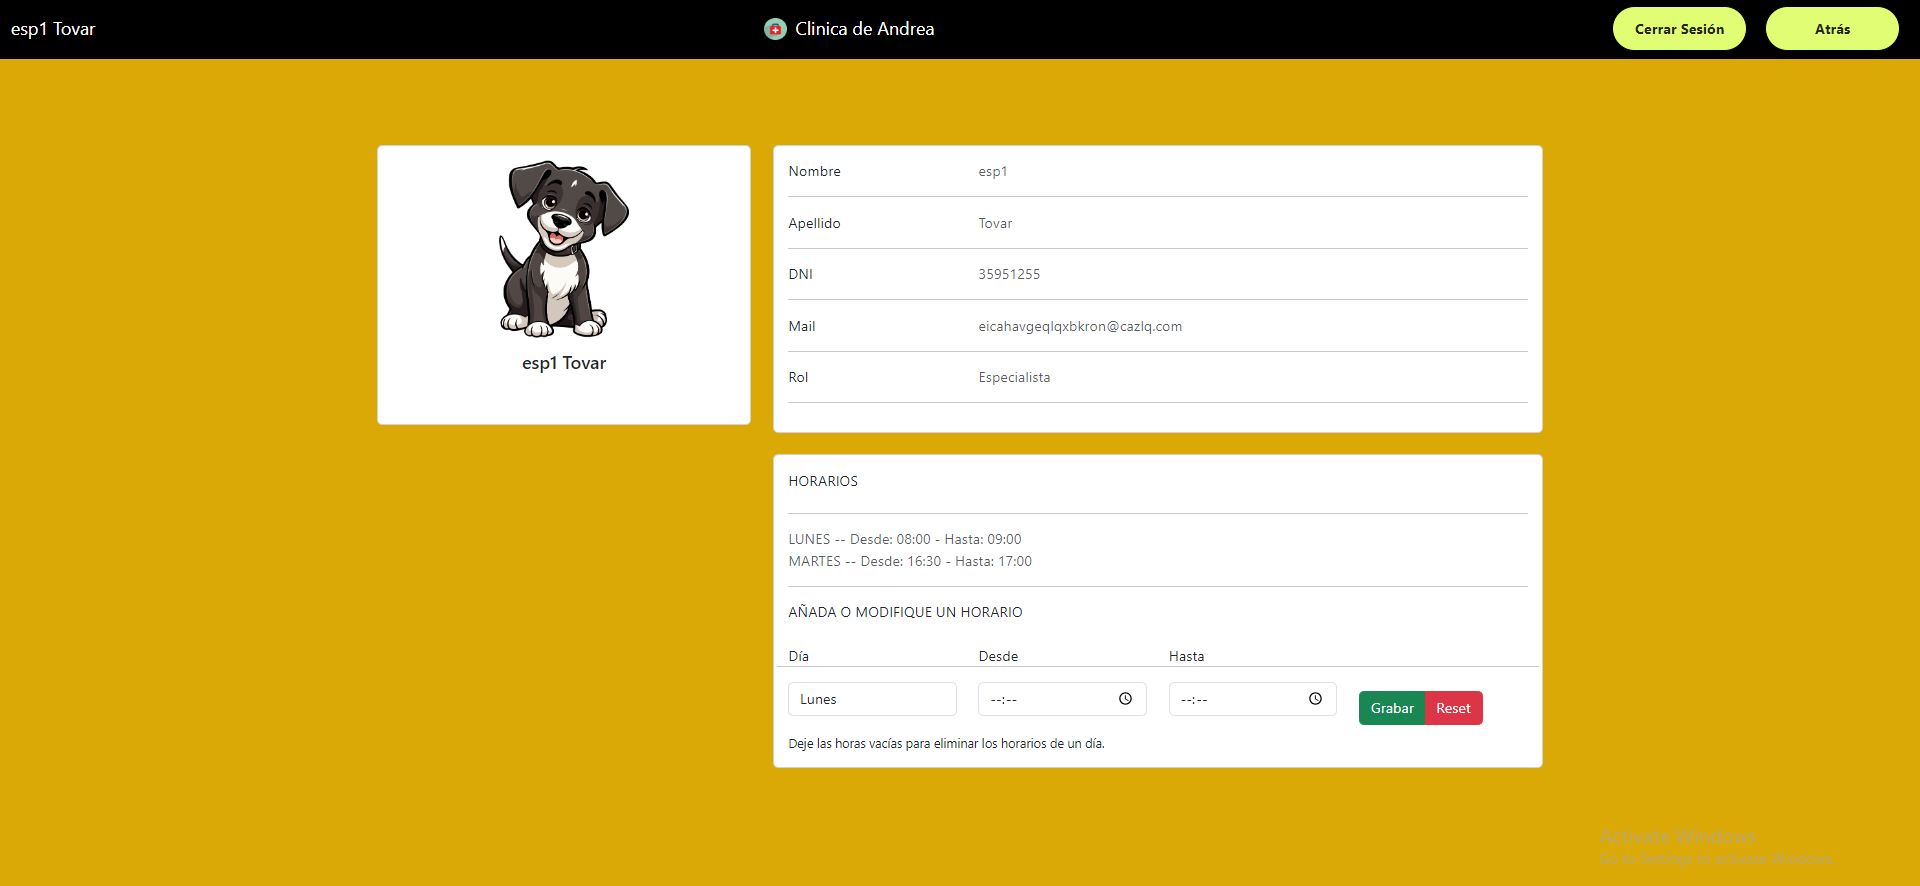 esp1 Tovar
Clinica de Andrea
Cerrar Sesión
Atrás
esp1 Tovar
Nombre esp1
Apellido Tovar
DNI 35951255
Mail eicahavgeqlqxbkron@cazlq.com
Rol Especialista
HORARIOS
LUNES -- Desde: 08:00 - Hasta: 09:00
MARTES -- Desde: 16:30 - Hasta: 17:00
AÑADA O MODIFIQUE UN HORARIO
Día Desde Hasta
Lunes --:-- --:-- Grabar Reset
Deje las horas vacías para eliminar los horarios de un día.
Activate Windows
Go to Settings to activate Windows.